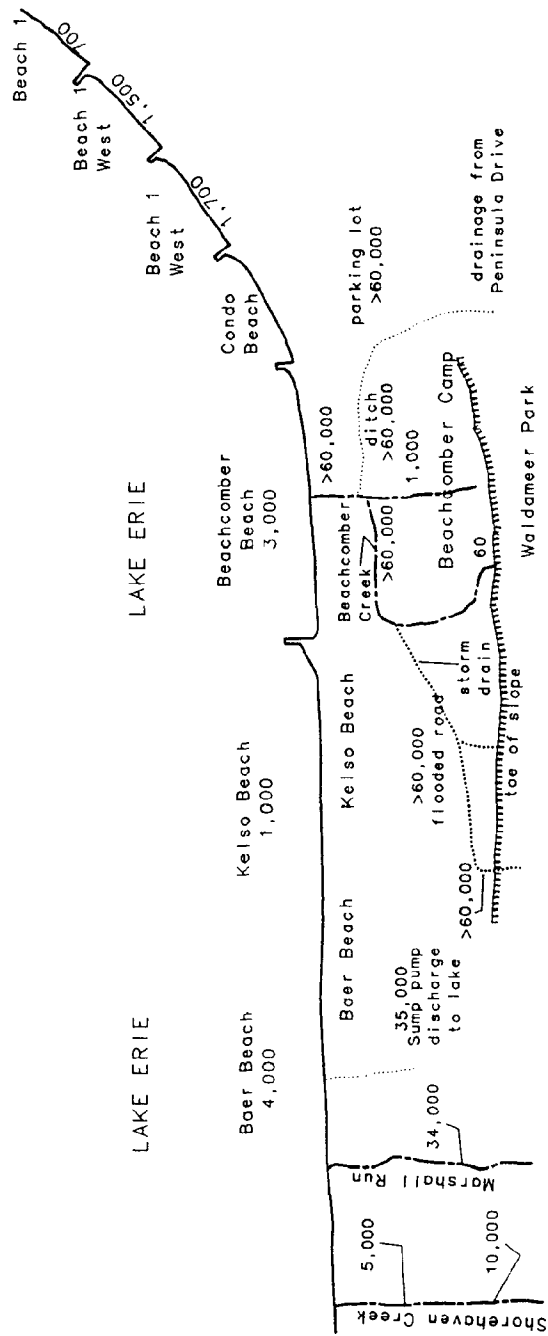 LAKE ERIE
LAKE ERIE
Baer Beach
4,000
Kelso Beach
1,000
Beachcomber
Beach
3,000
Condo
Beach
Beach 1
West
1,700
Beach 1
West
1,500
Beach 1
700
Shorehaven Creek
5,000
10,000
Marshall Run
34,000
Baer Beach
35,000
Sump pump
discharge
to lake
Kelso Beach
>60,000
flooded road
>60,000
storm
drain
toe of slope
Beachcomber
Creek
>60,000
60
>60,000
ditch
>60,000
1,000
Beachcomber Camp
parking lot
>60,000
drainage from
Peninsula Drive
Waldameer Park